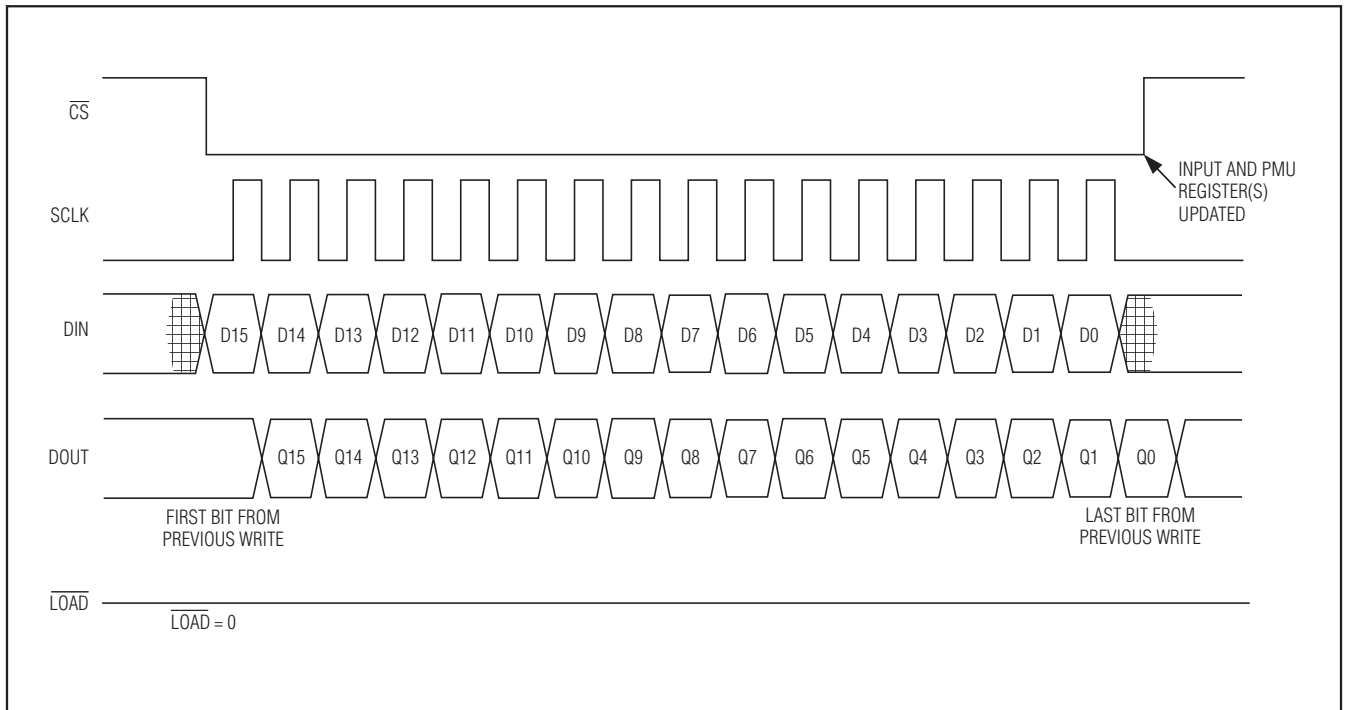 CS
INPUT AND PMU
REGISTER(S)
UPDATED
SCLK
DIN D15 D14 D13 D12 D11 D10 D9 D8 D7 D6 D5 D4 D3 D2 D1 D0
DOUT Q15 Q14 Q13 Q12 Q11 Q10 Q9 Q8 Q7 Q6 Q5 Q4 Q3 Q2 Q1 Q0
FIRST BIT FROM
PREVIOUS WRITE
LAST BIT FROM
PREVIOUS WRITE
LOAD
LOAD = 0